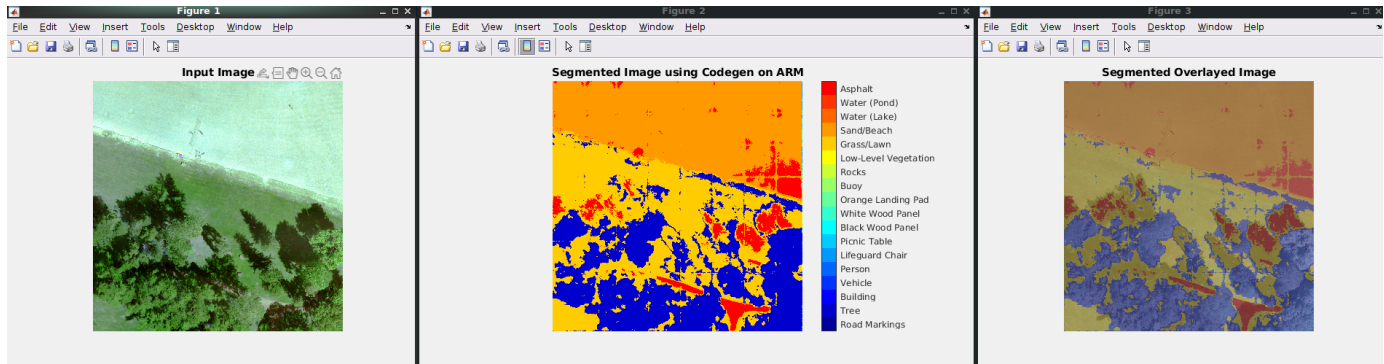 Figure 1
File Edit View Insert Tools Desktop Window Help
Input Image
Figure 2
File Edit View Insert Tools Desktop Window Help
Segmented Image using Codegen on ARM
Asphalt
Water (Pond)
Water (Lake)
Sand/Beach
Grass/Lawn
Low-Level Vegetation
Rocks
Buoy
Orange Landing Pad
White Wood Panel
Black Wood Panel
Picnic Table
Lifeguard Chair
Person
Vehicle
Building
Tree
Road Markings
Figure 3
File Edit View Insert Tools Desktop Window Help
Segmented Overlayed Image